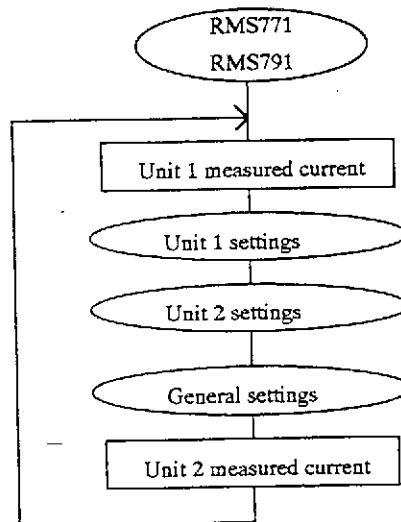 RMS771
RMS791
Unit 1 measured current
Unit 1 settings
Unit 2 settings
General settings
Unit 2 measured current